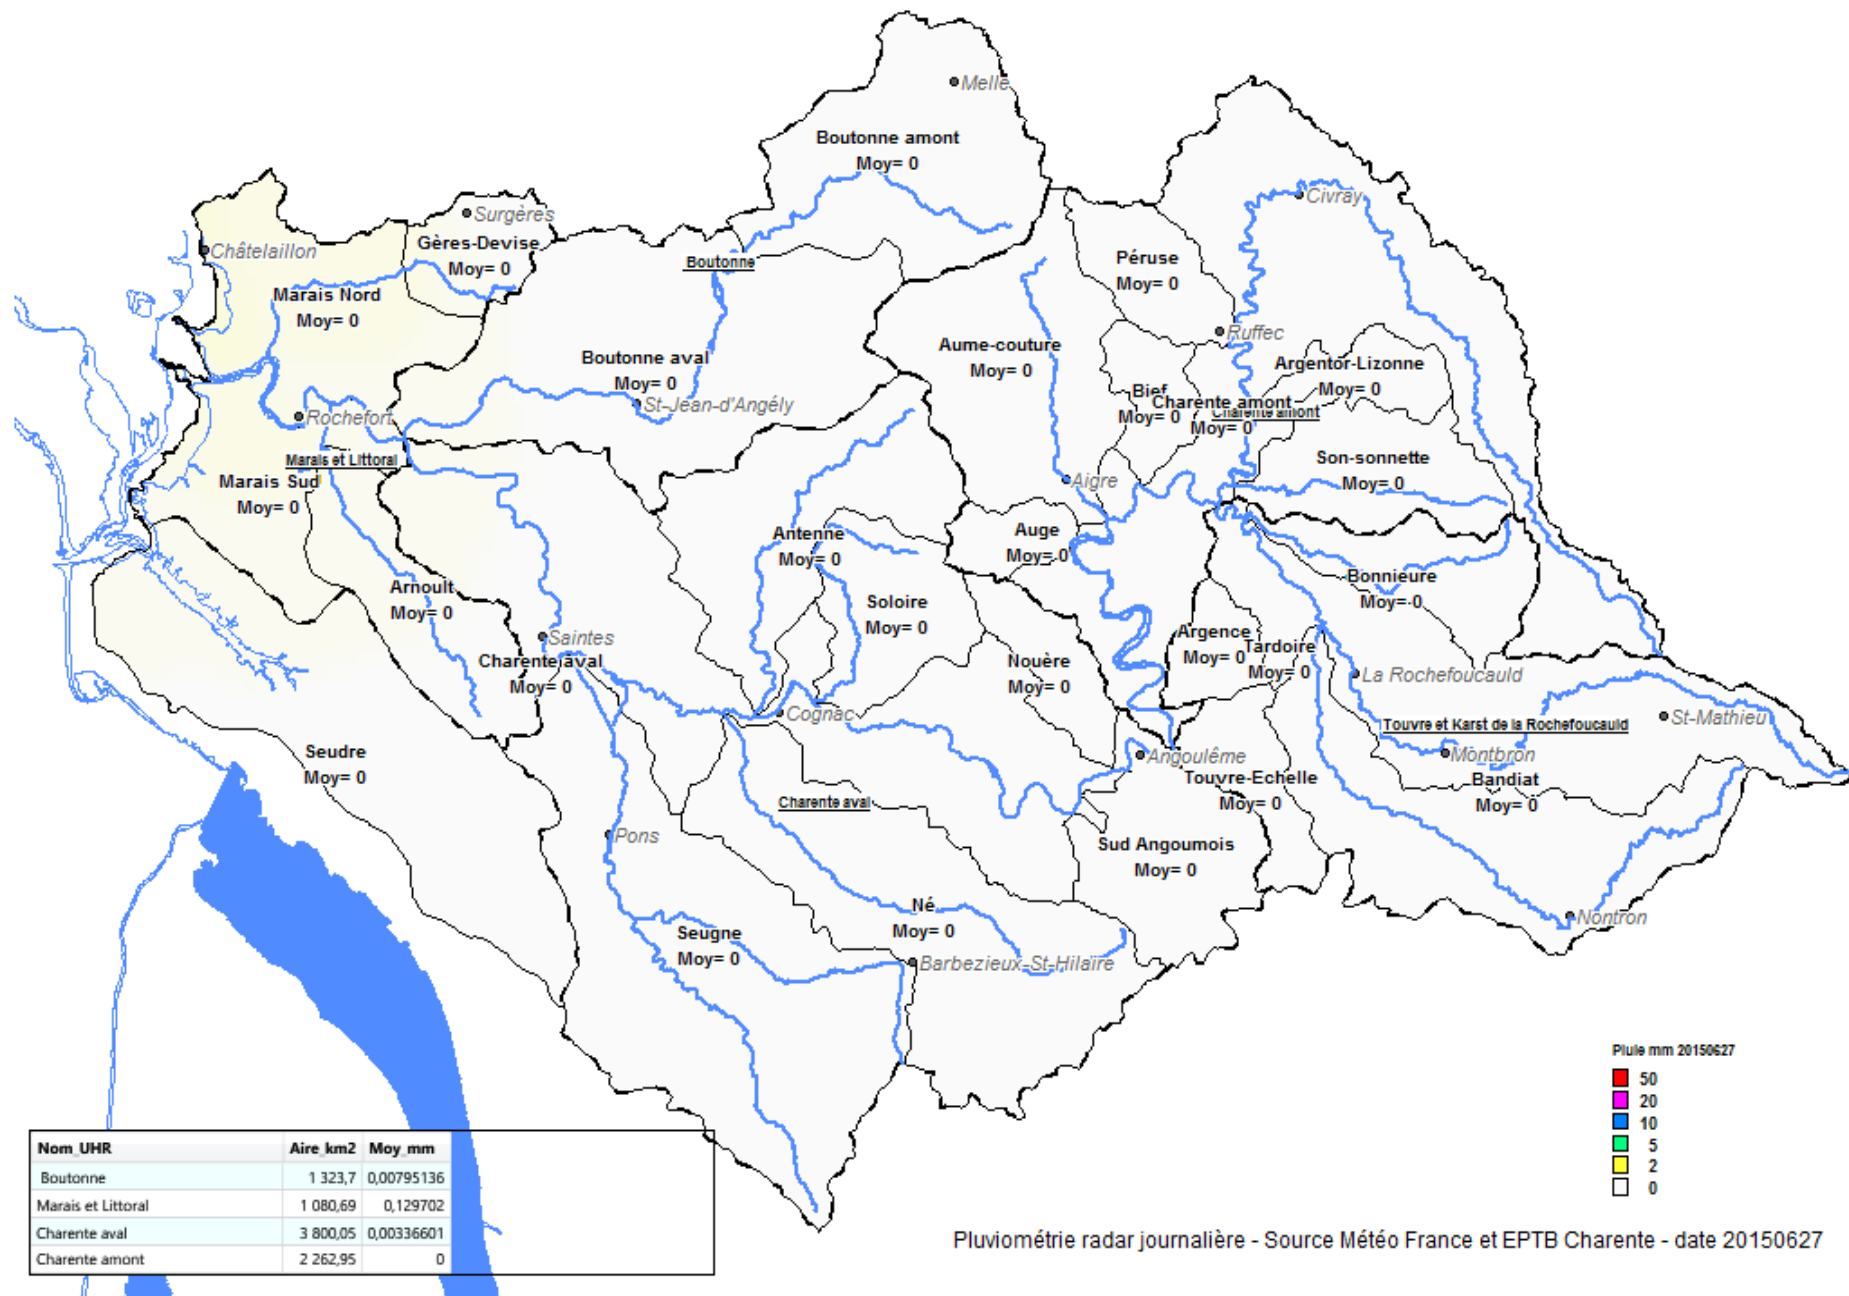 Melle
Boutonne amont
Moy= 0
Civray
Surgères
Gères-Devise
Moy= 0
Châtelaillon
Boutonne
Péruse
Moy= 0
Marais Nord
Moy= 0
Ruffec
Aume-couture
Moy= 0
Boutonne aval
Moy= 0
Argentor-Lizonne
Moy= 0
Bief
Moy= 0
Charente amont
Moy= 0
Charente amont
St-Jean-d'Angély
Rochefort
Marais et Littoral
Marais Sud
Moy= 0
Son-sonnette
Moy= 0
Aigre
Antenne
Moy= 0
Auge
Moy= 0
Arnoult
Moy= 0
Bonnieure
Moy= 0
Soloire
Moy= 0
Saintes
Argence
Moy= 0
Tardoire
Moy= 0
Charente aval
Moy= 0
Nouère
Moy= 0
La Rochefoucauld
Cognac
Touvre et Karst de la Rochefoucauld
St-Mathieu
Seudre
Moy= 0
Angoulême
Montbron
Touvre-Echelle
Moy= 0
Bandiat
Moy= 0
Charente aval
Pons
Sud Angoumois
Moy= 0
Né
Moy= 0
Nontron
Seugne
Moy= 0
Barbezieux-St-Hilaire
Pluie mm 20150627
50
20
10
5
2
0
Nom_UHR Aire_km2 Moy_mm
Boutonne 1 323,7 0,00795136
Marais et Littoral 1 080,69 0,129702
Charente aval 3 800,05 0,00336601
Charente amont 2 262,95 0
Pluviométrie radar journalière - Source Météo France et EPTB Charente - date 20150627